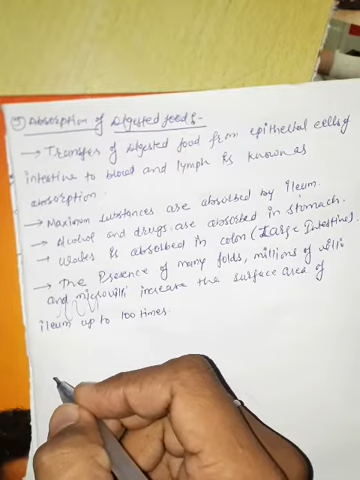 ③ Absorption of Digested food :-
→ Transfer of digested food from epithelial cells of
intestine to blood and lymph is known as
absorption.
→ Maximum substances are absorbed by ileum.
→ Alcohol and drugs are absorbed in stomach.
→ Water is absorbed in colon (Large Intestine).
→ The Presence of many folds, millions of villi
and microvilli increase the surface area of
ileum up to 100 times.